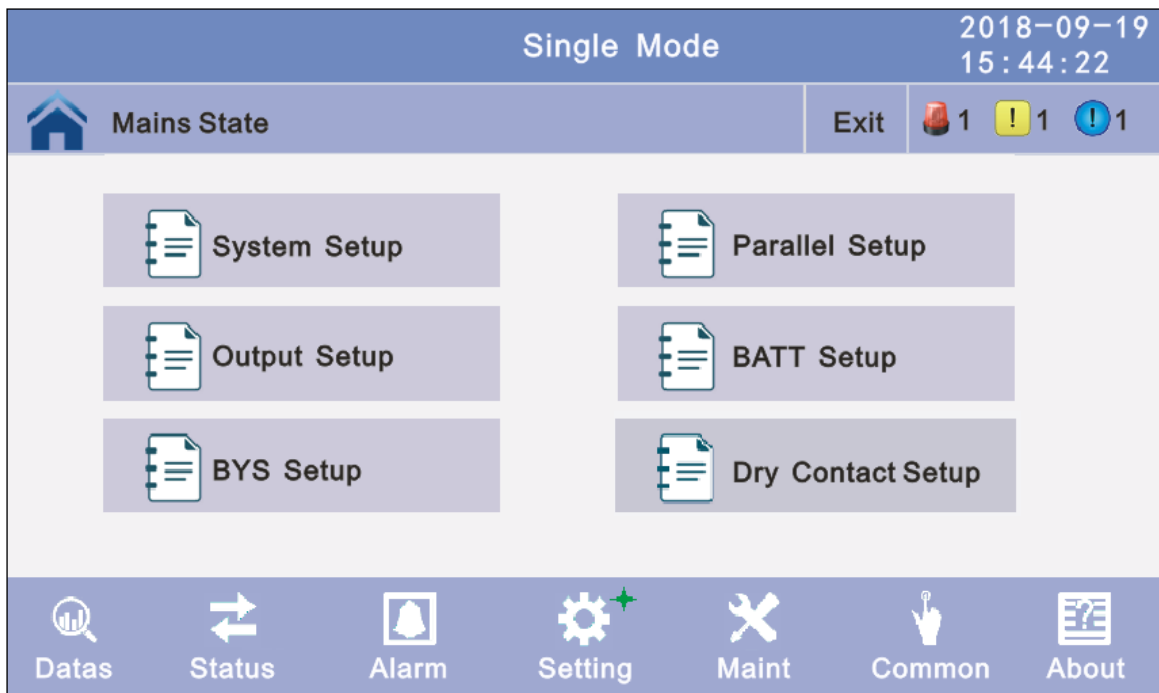 Single Mode
2018-09-19
15:44:22
Mains State
Exit
1
! 1
! 1
System Setup
Parallel Setup
Output Setup
BATT Setup
BYS Setup
Dry Contact Setup
?
Datas
Status
Alarm
Setting
Maint
Common
About